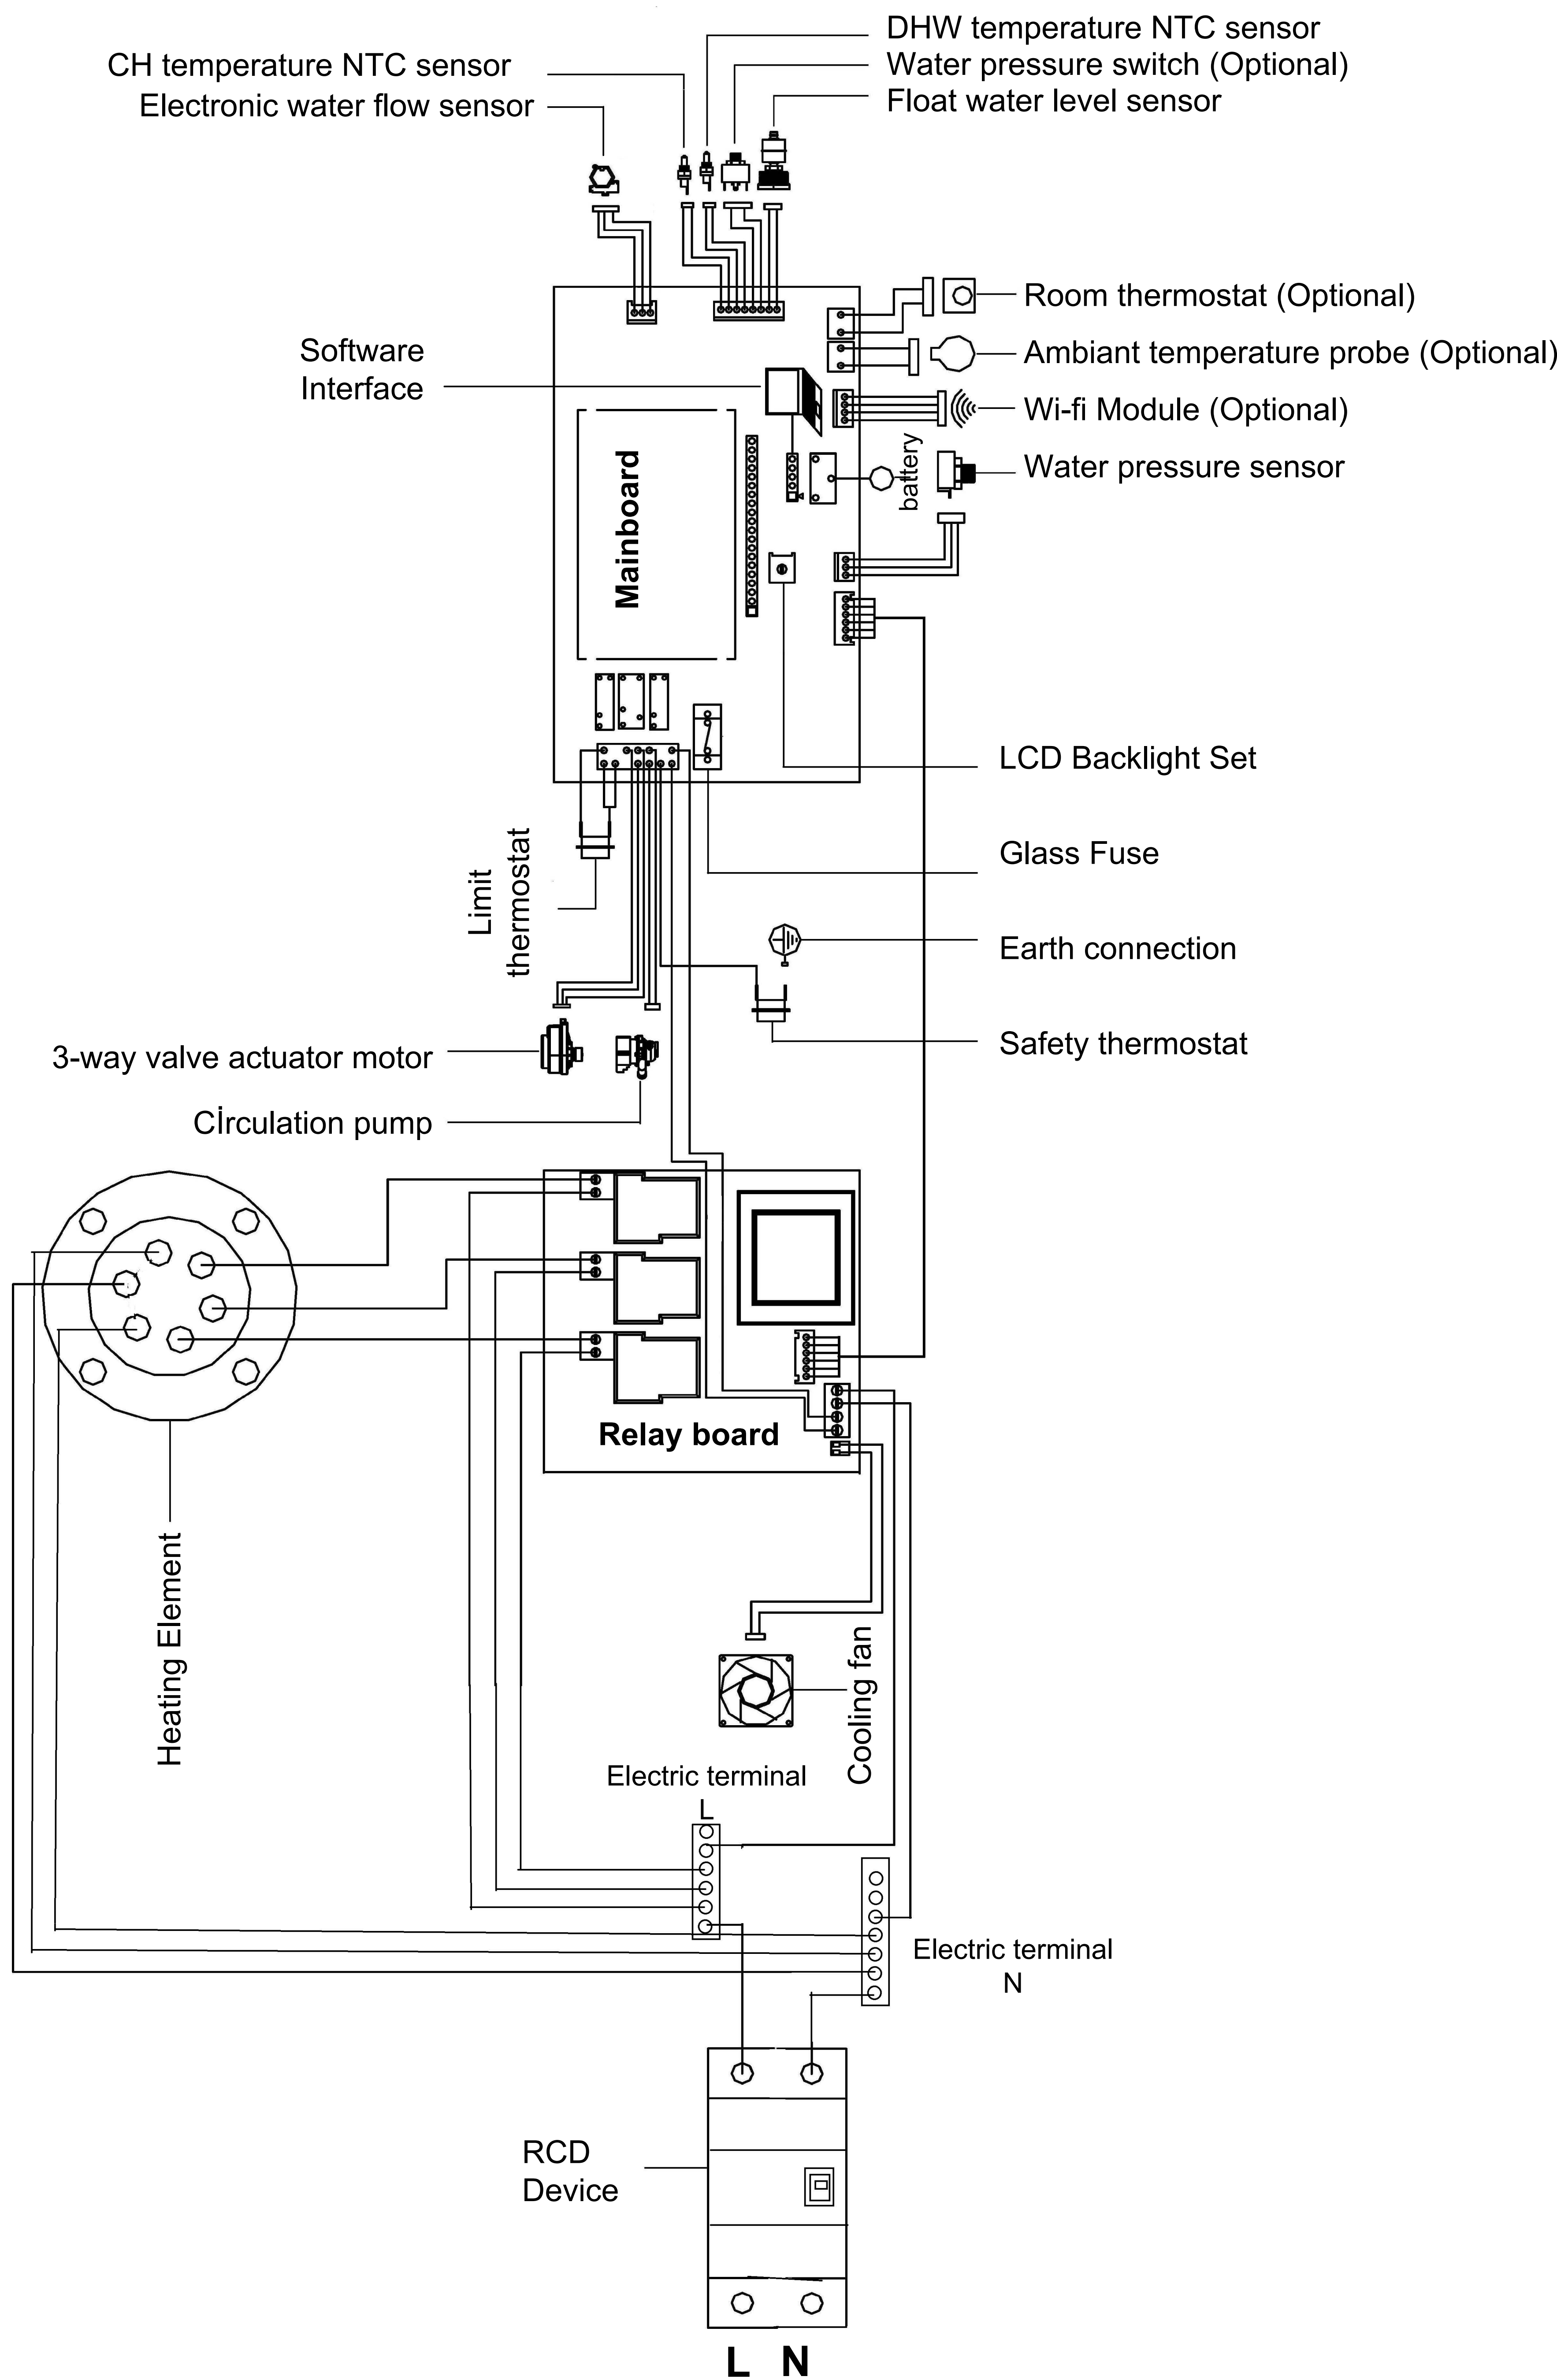 DHW temperature NTC sensor
CH temperature NTC sensor
Water pressure switch (Optional)
Electronic water flow sensor
Float water level sensor
Room thermostat (Optional)
Software
Interface
Ambiant temperature probe (Optional)
Wi-fi Module (Optional)
battery
Water pressure sensor
Mainboard
LCD Backlight Set
Glass Fuse
Limit
thermostat
Earth connection
Safety thermostat
3-way valve actuator motor
Cİrculation pump
Relay board
Heating Element
Cooling fan
Electric terminal
L
Electric terminal
N
RCD
Device
L N